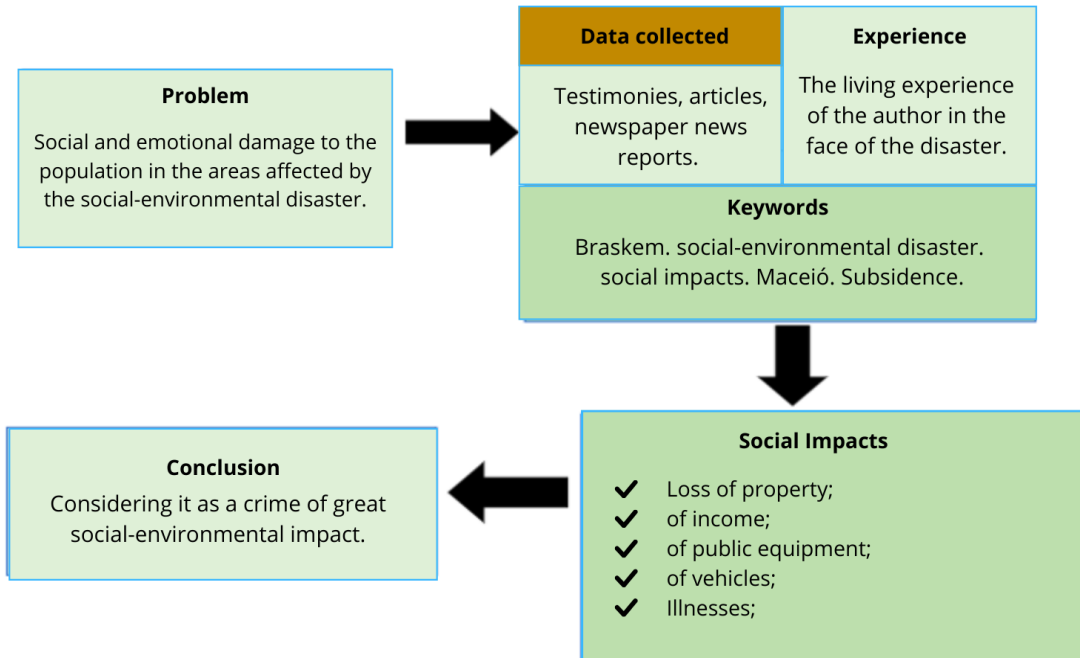 Problem
Social and emotional damage to the
population in the areas affected by
the social-environmental disaster.
Data collected
Testimonies, articles,
newspaper news
reports.
Experience
The living experience
of the author in the
face of the disaster.
Keywords
Braskem. social-environmental disaster.
social impacts. Maceió. Subsidence.
Social Impacts
Loss of property;
of income;
of public equipment;
of vehicles;
Illnesses;
Conclusion
Considering it as a crime of great
social-environmental impact.